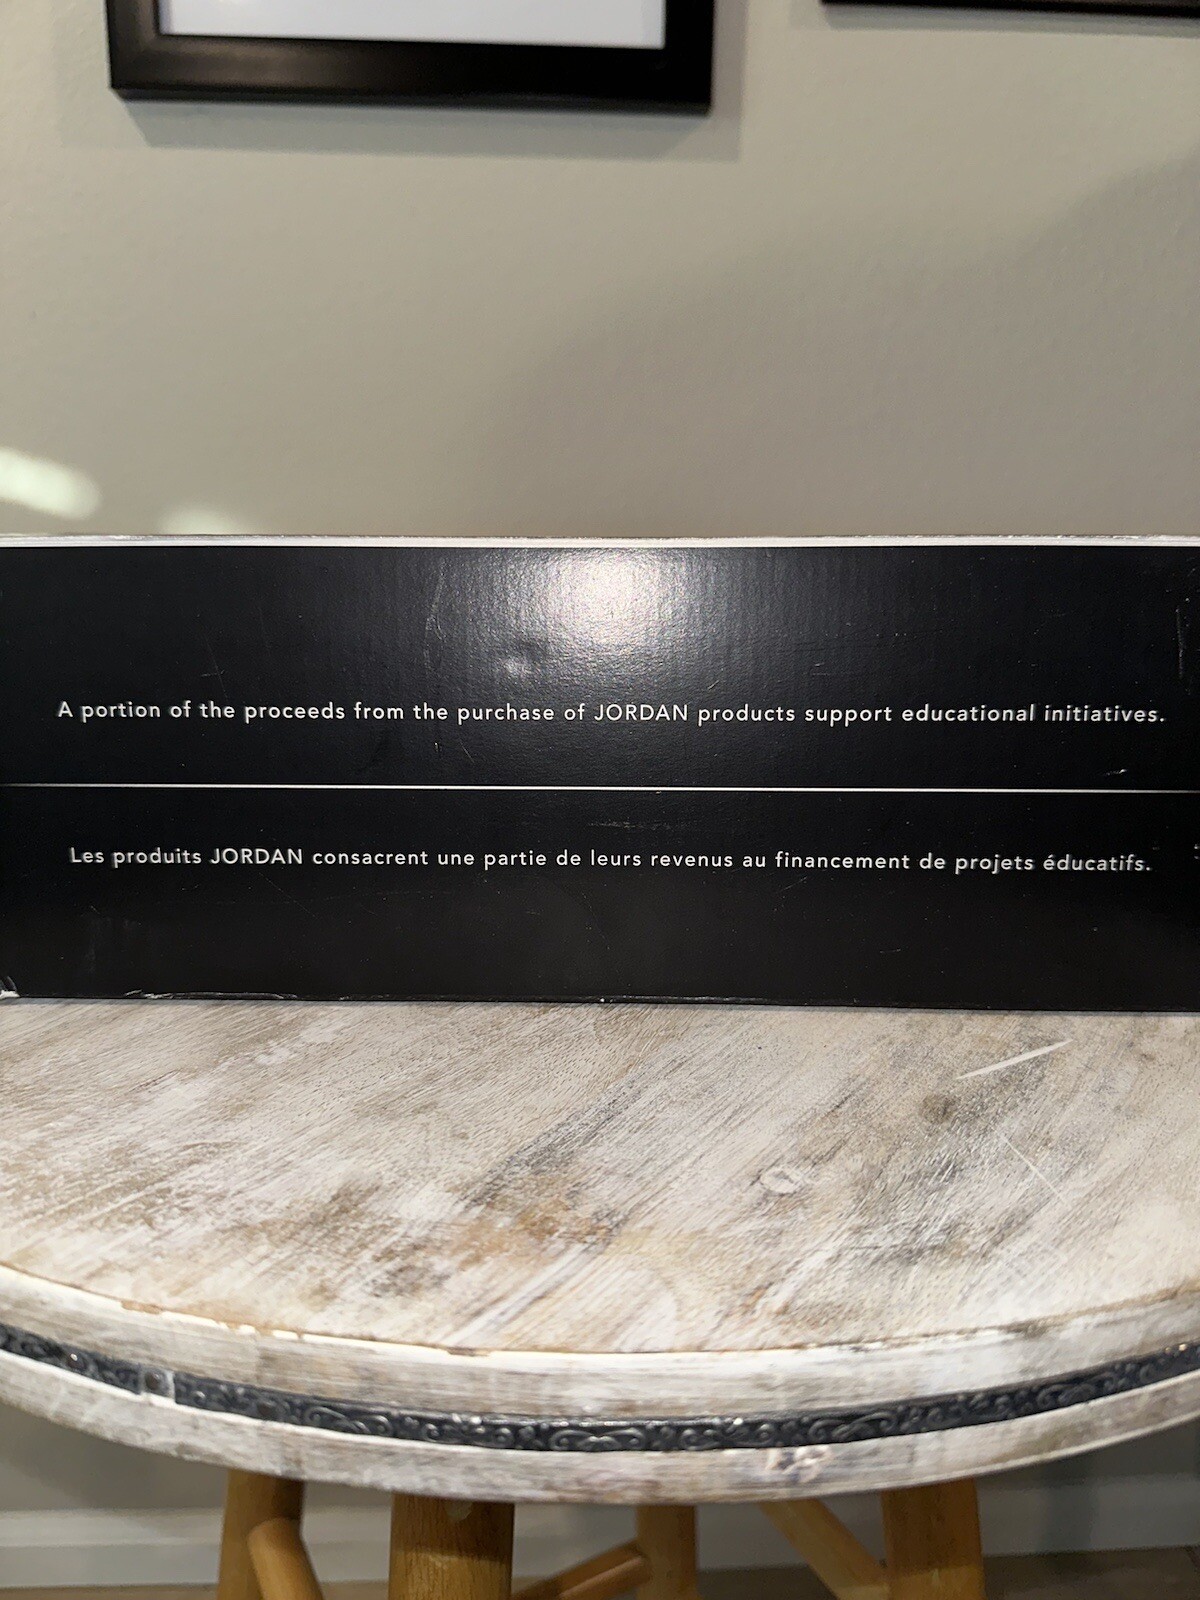 A portion of the proceeds from the purchase of JORDAN products support educational initiatives.
Les produits JORDAN consacrent une partie de leurs revenus au financement de projets éducatifs.